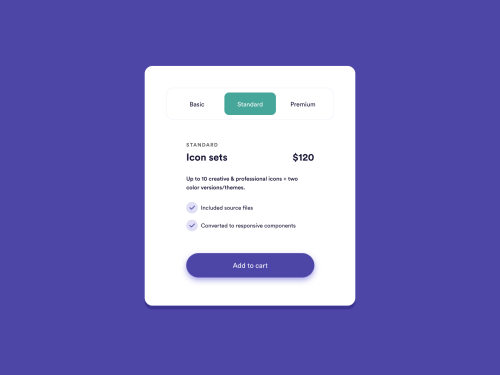 Basic Standard Premium
STANDARD
Icon sets $120
Up to 10 creative & professional icons + two
color versions/themes.
Included source files
Converted to responsive components
Add to cart